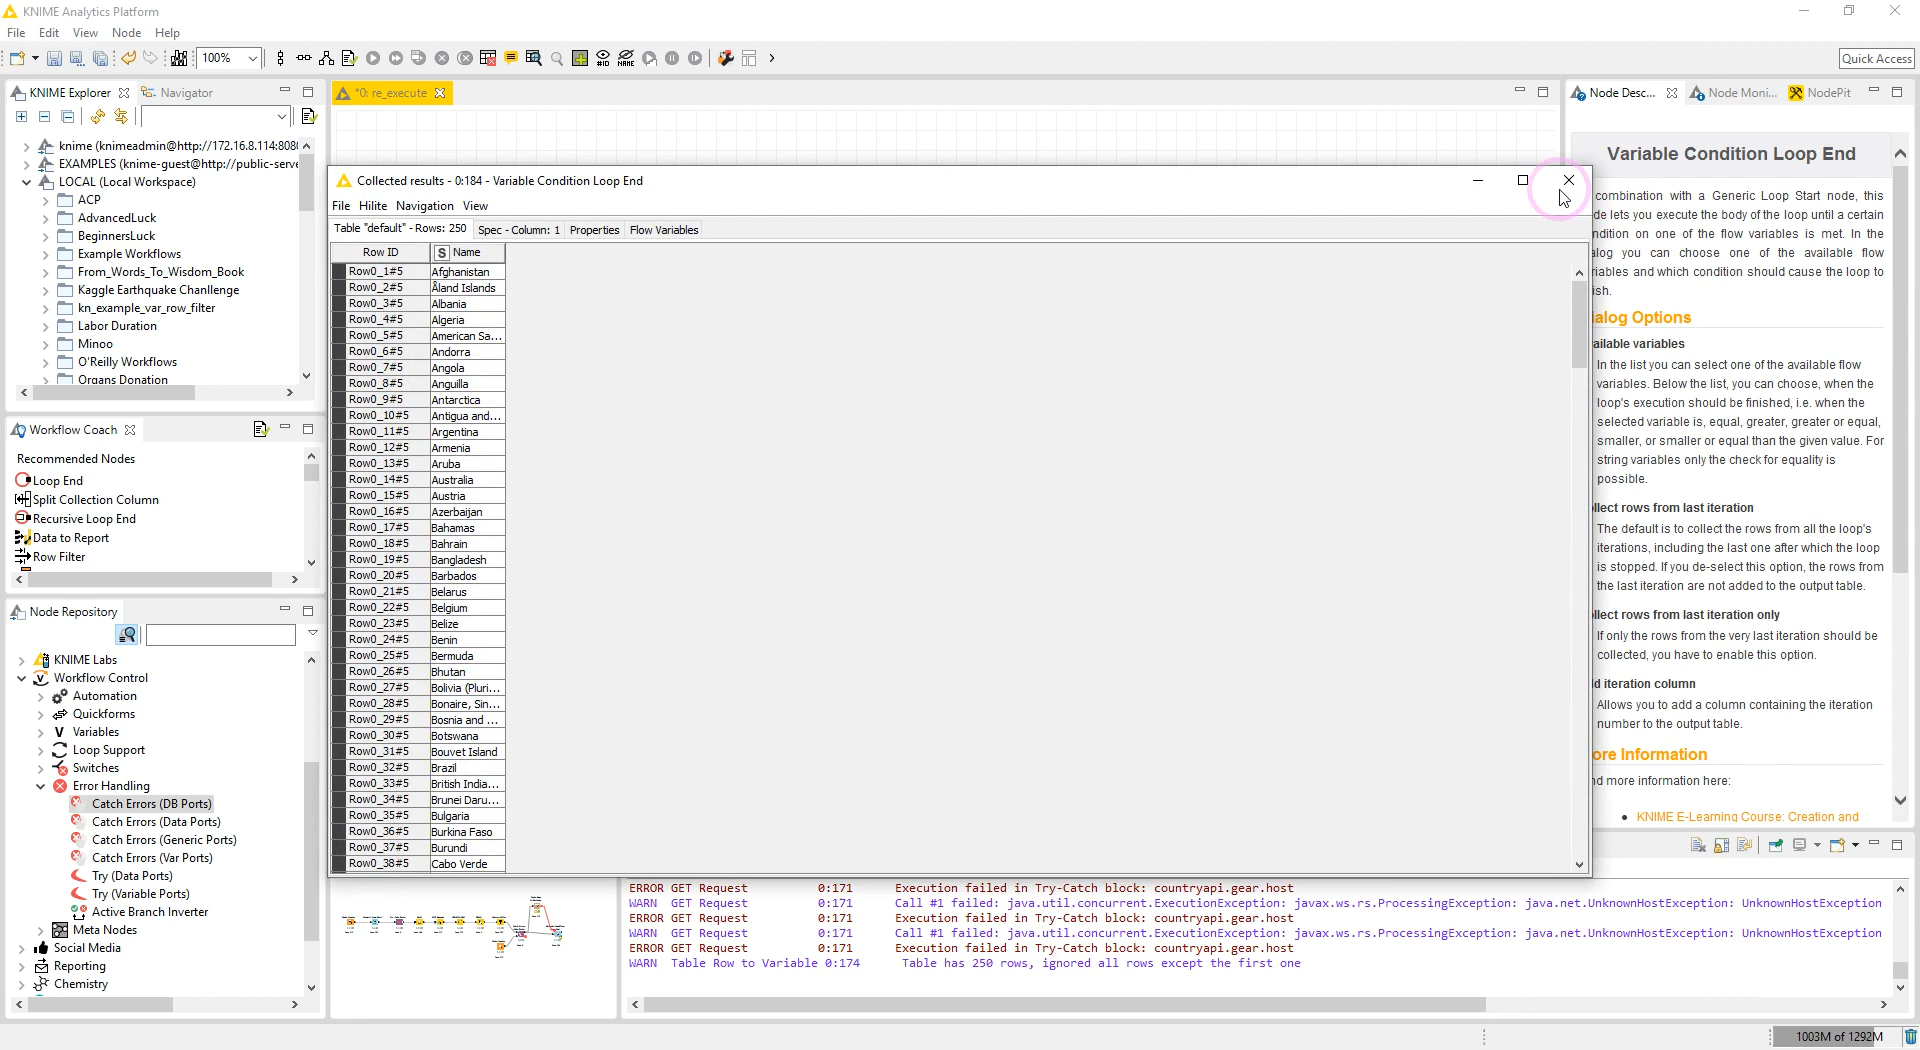 KNIME Analytics Platform
File Edit View Node Help
100%
Quick Access
KNIME Explorer
Navigator
*0: re_execute
Node Desc...
Node Moni...
NodePit
knime (knimeadmin@http://172.16.8.114:808
EXAMPLES (knime-guest@http://public-serve
LOCAL (Local Workspace)
ACP
AdvancedLuck
BeginnersLuck
Example Workflows
From_Words_To_Wisdom_Book
Kaggle Earthquake Chanllenge
kn_example_var_row_filter
Labor Duration
Minoo
O'Reilly Workflows
Organs Donation
Workflow Coach
Recommended Nodes
Loop End
Split Collection Column
Recursive Loop End
Data to Report
Row Filter
Node Repository
KNIME Labs
Workflow Control
Automation
Quickforms
Variables
Loop Support
Switches
Error Handling
Catch Errors (DB Ports)
Catch Errors (Data Ports)
Catch Errors (Generic Ports)
Catch Errors (Var Ports)
Try (Data Ports)
Try (Variable Ports)
Active Branch Inverter
Meta Nodes
Social Media
Reporting
Chemistry
Collected results - 0:184 - Variable Condition Loop End
File Hilite Navigation View
Table "default" - Rows: 250 Spec - Column: 1 Properties Flow Variables
Row ID S Name
Row0_1#5 Afghanistan
Row0_2#5 Åland Islands
Row0_3#5 Albania
Row0_4#5 Algeria
Row0_5#5 American Sa...
Row0_6#5 Andorra
Row0_7#5 Angola
Row0_8#5 Anguilla
Row0_9#5 Antarctica
Row0_10#5 Antigua and...
Row0_11#5 Argentina
Row0_12#5 Armenia
Row0_13#5 Aruba
Row0_14#5 Australia
Row0_15#5 Austria
Row0_16#5 Azerbaijan
Row0_17#5 Bahamas
Row0_18#5 Bahrain
Row0_19#5 Bangladesh
Row0_20#5 Barbados
Row0_21#5 Belarus
Row0_22#5 Belgium
Row0_23#5 Belize
Row0_24#5 Benin
Row0_25#5 Bermuda
Row0_26#5 Bhutan
Row0_27#5 Bolivia (Pluri...
Row0_28#5 Bonaire, Sin...
Row0_29#5 Bosnia and ...
Row0_30#5 Botswana
Row0_31#5 Bouvet Island
Row0_32#5 Brazil
Row0_33#5 British India...
Row0_34#5 Brunei Daru...
Row0_35#5 Bulgaria
Row0_36#5 Burkina Faso
Row0_37#5 Burundi
Row0_38#5 Cabo Verde
Variable Condition Loop End
combination with a Generic Loop Start node, this
de lets you execute the body of the loop until a certain
ndition on one of the flow variables is met. In the
alog you can choose one of the available flow
riables and which condition should cause the loop to
ish.
ialog Options
ailable variables
In the list you can select one of the available flow
variables. Below the list, you can choose, when the
loop's execution should be finished, i.e. when the
selected variable is, equal, greater, greater or equal,
smaller, or smaller or equal than the given value. For
string variables only the check for equality is
possible.
llect rows from last iteration
The default is to collect the rows from all the loop's
iterations, including the last one after which the loop
is stopped. If you de-select this option, the rows from
the last iteration are not added to the output table.
llect rows from last iteration only
If only the rows from the very last iteration should be
collected, you have to enable this option.
d iteration column
Allows you to add a column containing the iteration
number to the output table.
ore Information
nd more information here:
KNIME E-Learning Course: Creation and
ERROR GET Request 0:171 Execution failed in Try-Catch block: countryapi.gear.host
WARN GET Request 0:171 Call #1 failed: java.util.concurrent.ExecutionException: javax.ws.rs.ProcessingException: java.net.UnknownHostException: UnknownHostException
ERROR GET Request 0:171 Execution failed in Try-Catch block: countryapi.gear.host
WARN GET Request 0:171 Call #1 failed: java.util.concurrent.ExecutionException: javax.ws.rs.ProcessingException: java.net.UnknownHostException: UnknownHostException
ERROR GET Request 0:171 Execution failed in Try-Catch block: countryapi.gear.host
WARN Table Row to Variable 0:174 Table has 250 rows, ignored all rows except the first one
1003M of 1292M